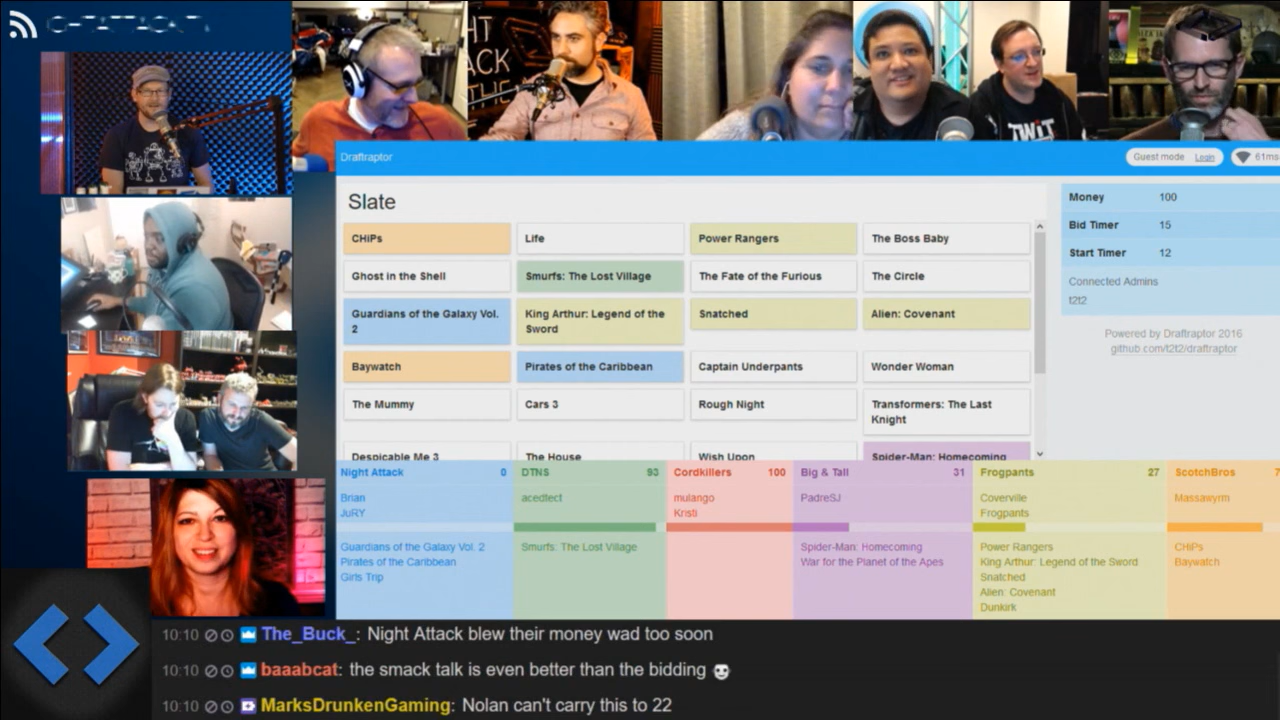 Draftraptor
Guest mode Login 61ms
TWiT
Slate
CHiPs
Life
Power Rangers
The Boss Baby
Ghost in the Shell
Smurfs: The Lost Village
The Fate of the Furious
The Circle
Guardians of the Galaxy Vol.
2
King Arthur: Legend of the
Sword
Snatched
Alien: Covenant
Baywatch
Pirates of the Caribbean
Captain Underpants
Wonder Woman
The Mummy
Cars 3
Rough Night
Transformers: The Last
Knight
Despicable Me 3
The House
Wish Upon
Spider-Man: Homecoming
Money 100
Bid Timer 15
Start Timer 12
Connected Admins
t2t2
Powered by Draftraptor 2016
github.com/t2t2/draftraptor
Night Attack 0
Brian
JuRY
Guardians of the Galaxy Vol. 2
Pirates of the Caribbean
Girls Trip
DTNS 93
acedtect
Smurfs: The Lost Village
Cordkillers 100
mulango
Kristi
Big & Tall 31
PadreSJ
Spider-Man: Homecoming
War for the Planet of the Apes
Frogpants 27
Coverville
Frogpants
Power Rangers
King Arthur: Legend of the Sword
Snatched
Alien: Covenant
Dunkirk
ScotchBros
Massawyrm
CHiPs
Baywatch
10:10 The_Buck_: Night Attack blew their money wad too soon
10:10 baaabcat: the smack talk is even better than the bidding
10:10 MarksDrunkenGaming: Nolan can't carry this to 22